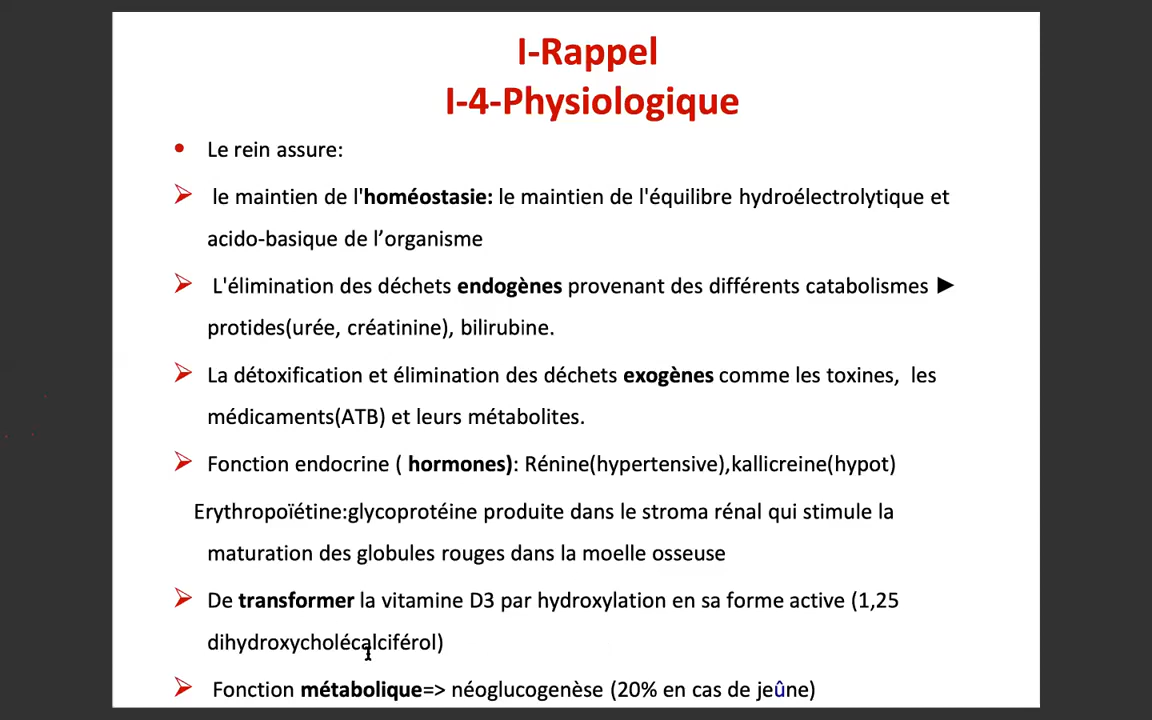 I-Rappel
I-4-Physiologique
• Le rein assure:
➢ le maintien de l'homéostasie: le maintien de l'équilibre hydroélectrolytique et
acido-basique de l’organisme
➢ L'élimination des déchets endogènes provenant des différents catabolismes ►
protides(urée, créatinine), bilirubine.
➢ La détoxification et élimination des déchets exogènes comme les toxines, les
médicaments(ATB) et leurs métabolites.
➢ Fonction endocrine ( hormones): Rénine(hypertensive),kallicreine(hypot)
Erythropoïétine:glycoprotéine produite dans le stroma rénal qui stimule la
maturation des globules rouges dans la moelle osseuse
➢ De transformer la vitamine D3 par hydroxylation en sa forme active (1,25
dihydroxycholécalciférol)
➢ Fonction métabolique=> néoglucogenèse (20% en cas de jeûne)